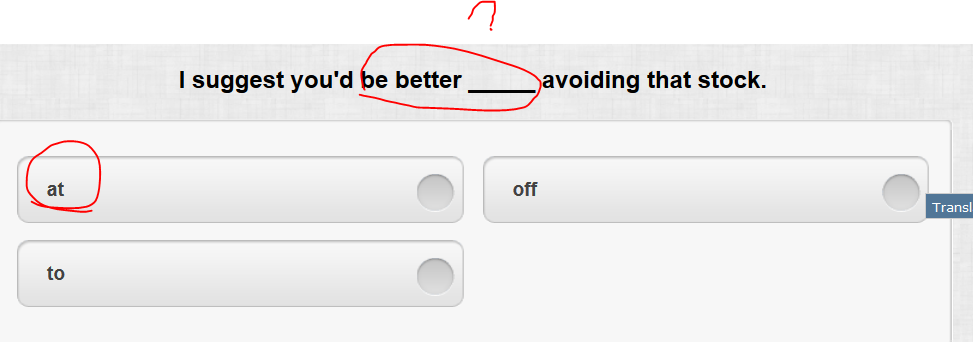 ?
I suggest you'd be better _____ avoiding that stock.
at
off
Transl
to